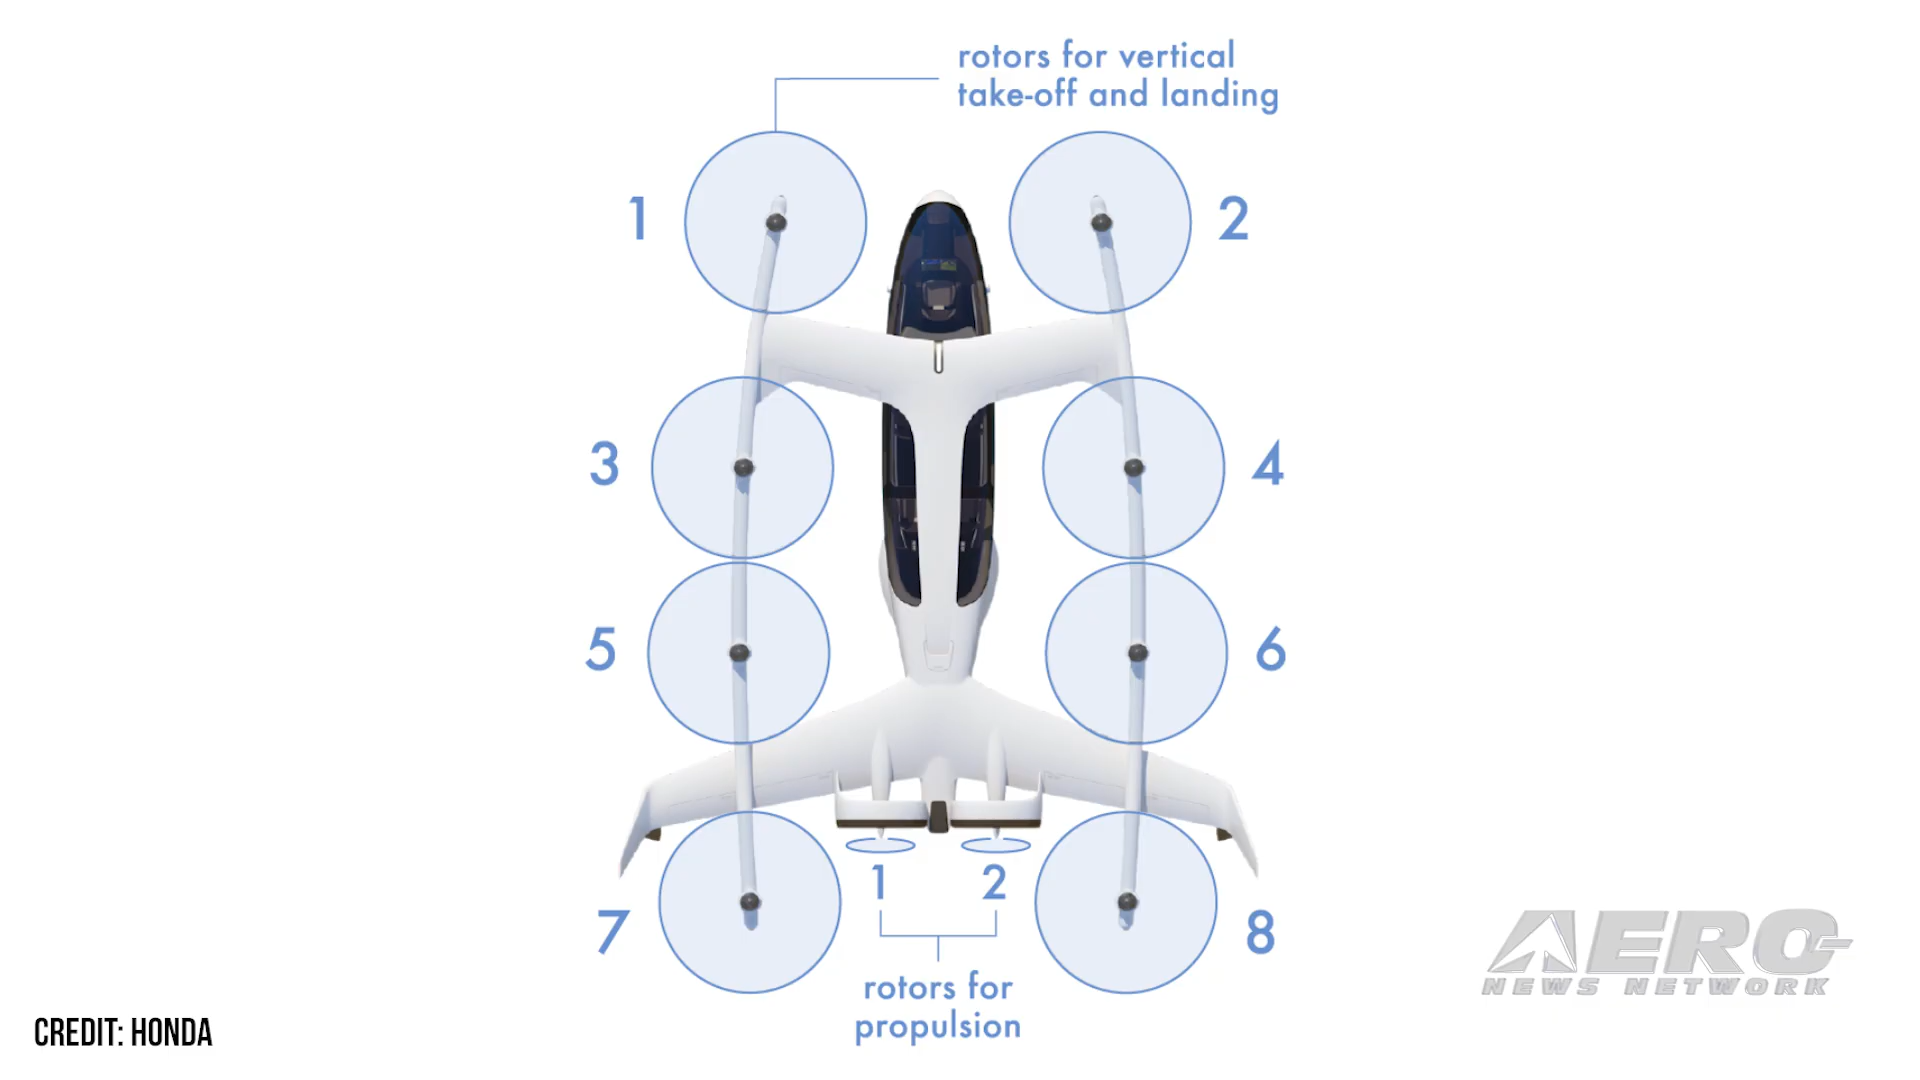 rotors for vertical
take-off and landing
1
2
3
4
5
6
1
2
7
8
rotors for
propulsion
AERO
NEWS NETWORK
CREDIT: HONDA